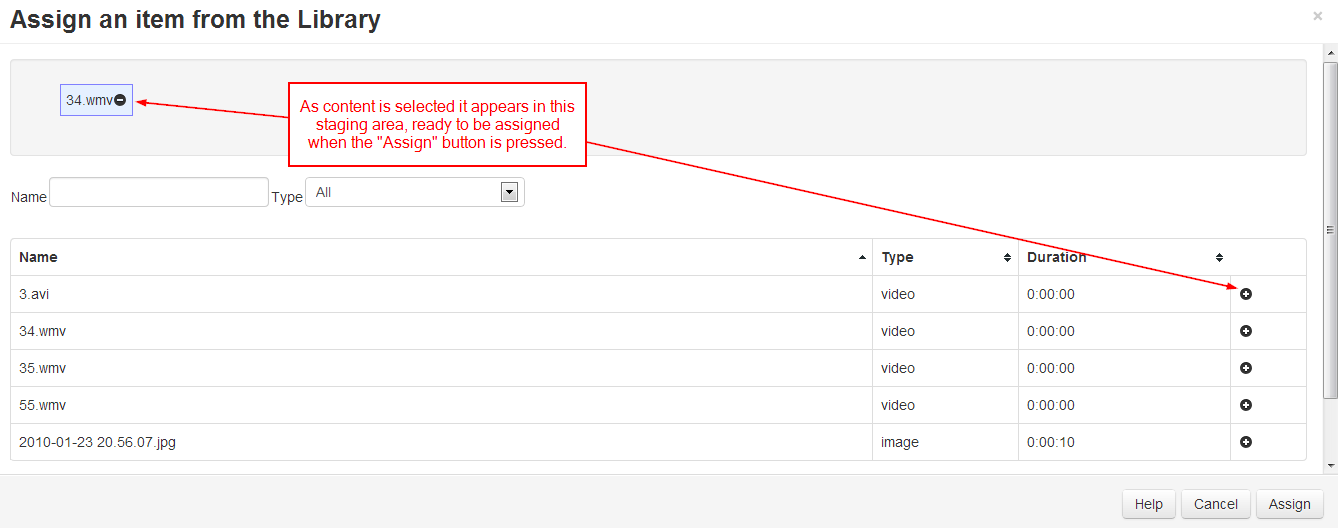 Assign an item from the Library
×
34.wmv
As content is selected it appears in this
staging area, ready to be assigned
when the "Assign" button is pressed.
Name Type All
Name Type Duration
3.avi video 0:00:00
34.wmv video 0:00:00
35.wmv video 0:00:00
55.wmv video 0:00:00
2010-01-23 20.56.07.jpg image 0:00:10
Help Cancel Assign